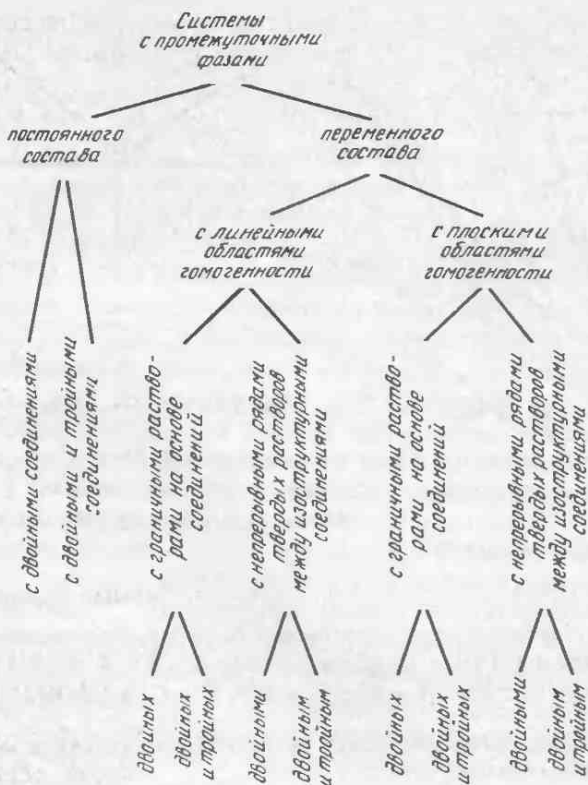 Системы
с промежуточными
фазами
постоянного
состава
переменного
состава
с линейными
областями
гомогенности
с плоскими
областями
гомогенности
с двойными соединениями
с двойными и тройными
соединениями
с граничными раство-
рами на основе
соединений
с непрерывными рядами
твердых растворов
между изоструктурными
соединениями
с граничными раство-
рами на основе
соединений
с непрерывными рядами
твердых растворов
между изоструктурными
соединениями
двойных
двойных
и тройных
двойными
двойным
и тройным
двойных
двойных
и тройных
двойными
двойным
и тройным